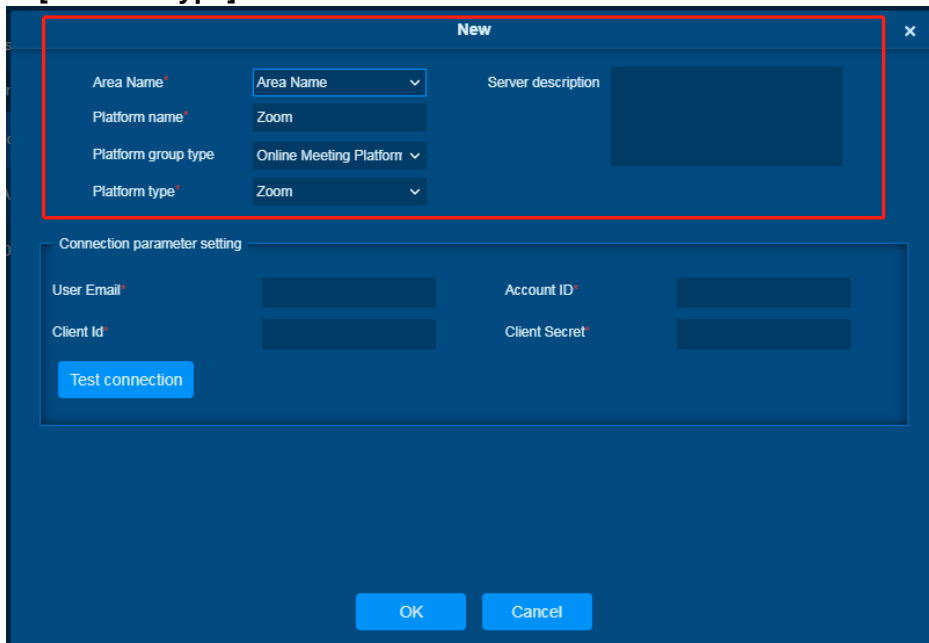 New ×
Area Name* Area Name Server description
Platform name* Zoom
Platform group type Online Meeting Platform
Platform type* Zoom
Connection parameter setting
User Email* Account ID*
Client Id* Client Secret*
Test connection
OK Cancel